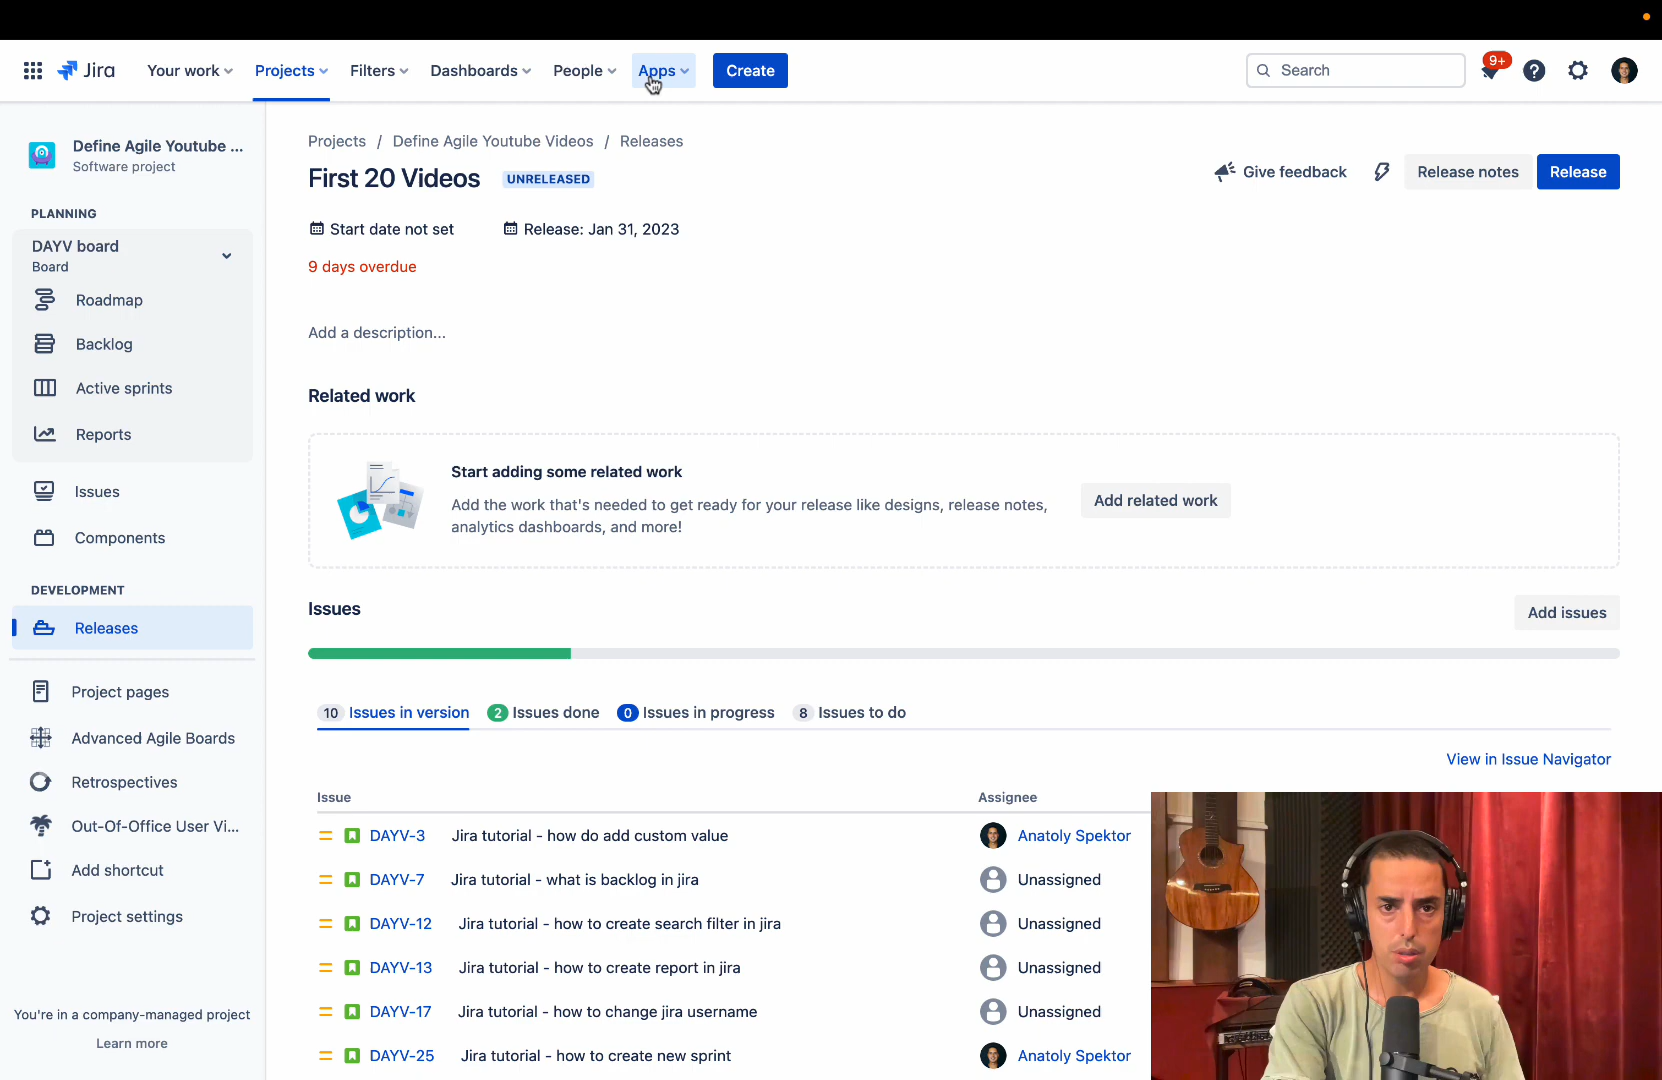 Jira
Your work
Projects
Filters
Dashboards
People
Apps
Create
Search
9+
Define Agile Youtube ...
Software project
PLANNING
DAYV board
Board
Roadmap
Backlog
Active sprints
Reports
Issues
Components
DEVELOPMENT
Releases
Project pages
Advanced Agile Boards
Retrospectives
Out-Of-Office User Vi...
Add shortcut
Project settings
You're in a company-managed project
Learn more
Projects / Define Agile Youtube Videos / Releases
First 20 Videos UNRELEASED
Give feedback
Release notes
Release
Start date not set
Release: Jan 31, 2023
9 days overdue
Add a description...
Related work
Start adding some related work
Add the work that's needed to get ready for your release like designs, release notes,
analytics dashboards, and more!
Add related work
Issues
Add issues
10 Issues in version 2 Issues done 0 Issues in progress 8 Issues to do
View in Issue Navigator
Issue Assignee
DAYV-3 Jira tutorial - how do add custom value Anatoly Spektor
DAYV-7 Jira tutorial - what is backlog in jira Unassigned
DAYV-12 Jira tutorial - how to create search filter in jira Unassigned
DAYV-13 Jira tutorial - how to create report in jira Unassigned
DAYV-17 Jira tutorial - how to change jira username Unassigned
DAYV-25 Jira tutorial - how to create new sprint Anatoly Spektor